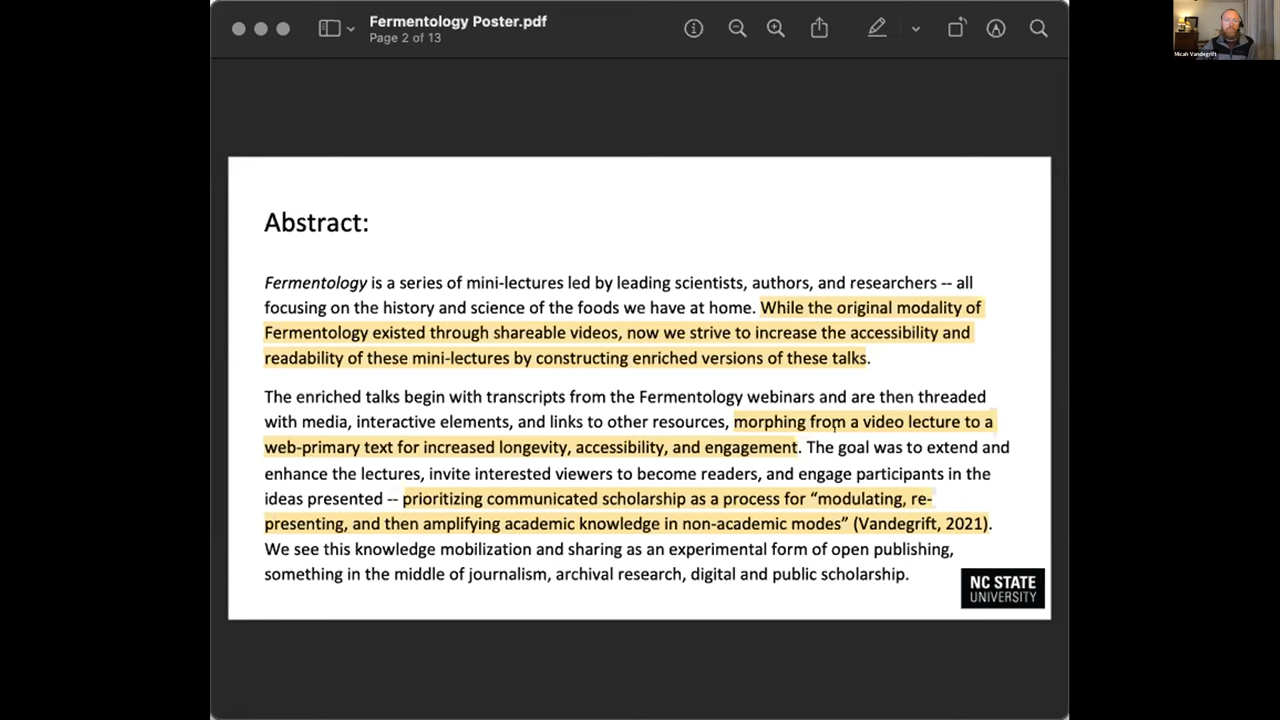 Fermentology Poster.pdf
Page 2 of 13
Micah Vandegrift
Abstract:
Fermentology is a series of mini-lectures led by leading scientists, authors, and researchers -- all
focusing on the history and science of the foods we have at home. While the original modality of
Fermentology existed through shareable videos, now we strive to increase the accessibility and
readability of these mini-lectures by constructing enriched versions of these talks.
The enriched talks begin with transcripts from the Fermentology webinars and are then threaded
with media, interactive elements, and links to other resources, morphing from a video lecture to a
web-primary text for increased longevity, accessibility, and engagement. The goal was to extend and
enhance the lectures, invite interested viewers to become readers, and engage participants in the
ideas presented -- prioritizing communicated scholarship as a process for “modulating, re-
presenting, and then amplifying academic knowledge in non-academic modes” (Vandegrift, 2021).
We see this knowledge mobilization and sharing as an experimental form of open publishing,
something in the middle of journalism, archival research, digital and public scholarship.
NC STATE
UNIVERSITY